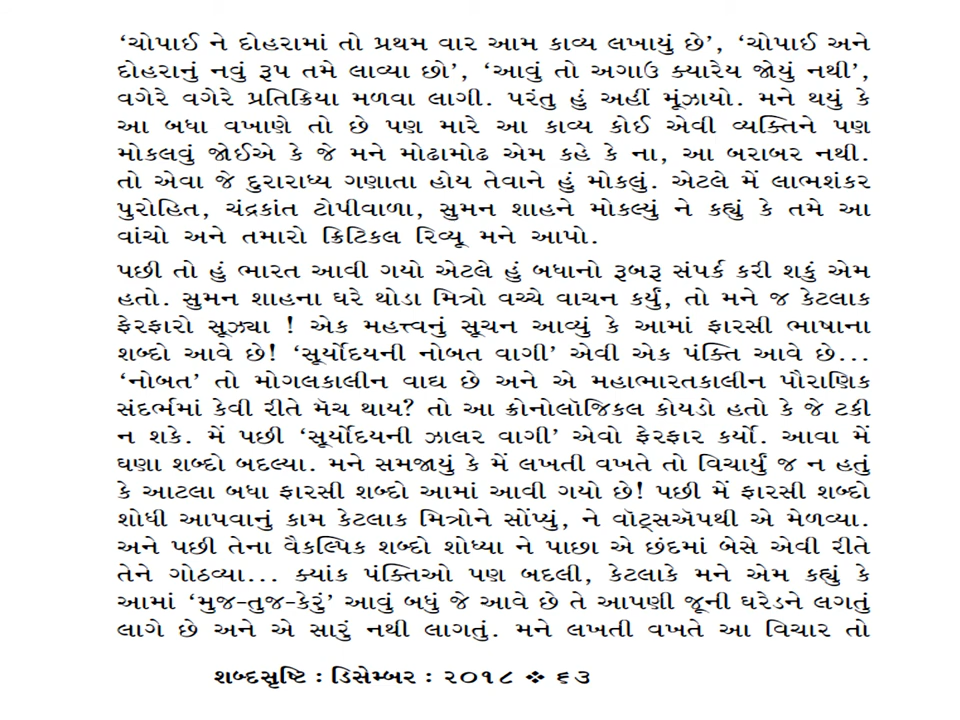 ‘ચોપાઈ ને દોહરામાં તો પ્રથમ વાર આમ કાવ્ય લખાયું છે’, ‘ચોપાઈ અને
દોહરાનું નવું રૂપ તમે લાવ્યા છો’, ‘આવું તો અગાઉ ક્યારેય જોયું નથી’,
વગેરે વગેરે પ્રતિક્રિયા મળવા લાગી. પરંતુ હું અહીં મૂંઝાયો. મને થયું કે
આ બધા વખાણે તો છે પણ મારે આ કાવ્ય કોઈ એવી વ્યક્તિને પણ
મોકલવું જોઈએ કે જે મને મોઢામોઢ એમ કહે કે ના, આ બરાબર નથી.
તો એવા જે દુરારાધ્ય ગણાતા હોય તેવાને હું મોકલું. એટલે મેં લાભશંકર
પુરોહિત, ચંદ્રકાંત ટોપીવાળા, સુમન શાહને મોકલ્યું ને કહ્યું કે તમે આ
વાંચો અને તમારો ક્રિટિકલ રિવ્યૂ મને આપો.
પછી તો હું ભારત આવી ગયો એટલે હું બધાનો રૂબરૂ સંપર્ક કરી શકું એમ
હતો. સુમન શાહના ઘરે થોડા મિત્રો વચ્ચે વાચન કર્યું, તો મને જ કેટલાક
ફેરફારો સૂઝ્યા ! એક મહત્ત્વનું સૂચન આવ્યું કે આમાં ફારસી ભાષાના
શબ્દો આવે છે! ‘સૂર્યોદયની નોબત વાગી’ એવી એક પંક્તિ આવે છે...
‘નોબત’ તો મોગલકાલીન વાદ્ય છે અને એ મહાભારતકાલીન પૌરાણિક
સંદર્ભમાં કેવી રીતે મૅચ થાય? તો આ ક્રોનોલૉજિકલ કોયડો હતો કે જે ટકી
ન શકે. મેં પછી ‘સૂર્યોદયની ઝાલર વાગી’ એવો ફેરફાર કર્યો. આવા મેં
ઘણા શબ્દો બદલ્યા. મને સમજાયું કે મેં લખતી વખતે તો વિચાર્યું જ ન હતું
કે આટલા બધા ફારસી શબ્દો આમાં આવી ગયો છે! પછી મેં ફારસી શબ્દો
શોધી આપવાનું કામ કેટલાક મિત્રોને સોંપ્યું, ને વૉટ્સઍપથી એ મેળવ્યા.
અને પછી તેના વૈકલ્પિક શબ્દો શોધ્યા ને પાછા એ છંદમાં બેસે એવી રીતે
તેને ગોઠવ્યા... ક્યાંક પંક્તિઓ પણ બદલી, કેટલાકે મને એમ કહ્યું કે
આમાં ‘મુજ-તુજ-કેરું’ આવું બધું જે આવે છે તે આપણી જૂની ઘરેડને લગતું
લાગે છે અને એ સારું નથી લાગતું. મને લખતી વખતે આ વિચાર તો
શબ્દસૃષ્ટિ : ડિસેમ્બર : ૨૦૧૮ ❖ ૬૩